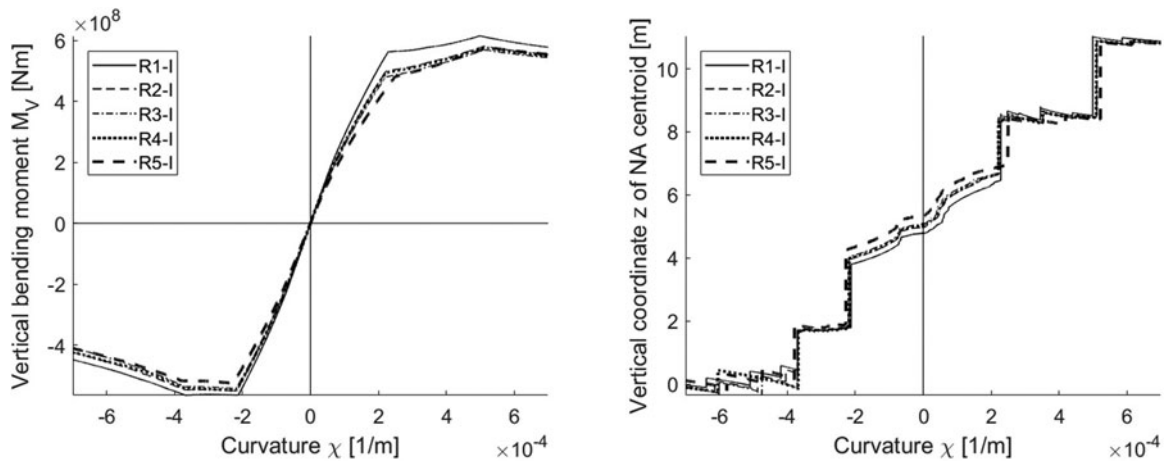 ×10⁸
6
4
2
0
-2
-4
Vertical bending moment M_V [Nm]
R1-I
R2-I
R3-I
R4-I
R5-I
-6 -4 -2 0 2 4 6
Curvature χ [1/m]
×10⁻⁴
10
8
6
4
2
0
Vertical coordinate z of NA centroid [m]
R1-I
R2-I
R3-I
R4-I
R5-I
-6 -4 -2 0 2 4 6
Curvature χ [1/m]
×10⁻⁴